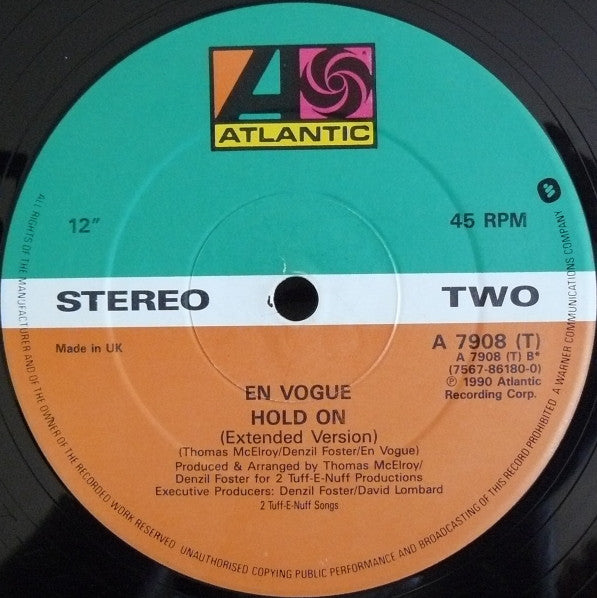 ATLANTIC
12"
45 RPM
STEREO
TWO
Made in UK
A 7908 (T)
A 7908 (T) B*
(7567-86180-0)
℗ 1990 Atlantic
Recording Corp.
EN VOGUE
HOLD ON
(Extended Version)
(Thomas McElroy/Denzil Foster/En Vogue)
Produced & Arranged by Thomas McElroy/
Denzil Foster for 2 Tuff-E-Nuff Productions
Executive Producers: Denzil Foster/David Lombard
2 Tuff-E-Nuff Songs
ALL RIGHTS OF THE MANUFACTURER AND OF THE OWNER OF THE RECORDED WORK RESERVED. UNAUTHORISED COPYING PUBLIC PERFORMANCE AND BROADCASTING OF THIS RECORD PROHIBITED. A WARNER COMMUNICATIONS COMPANY